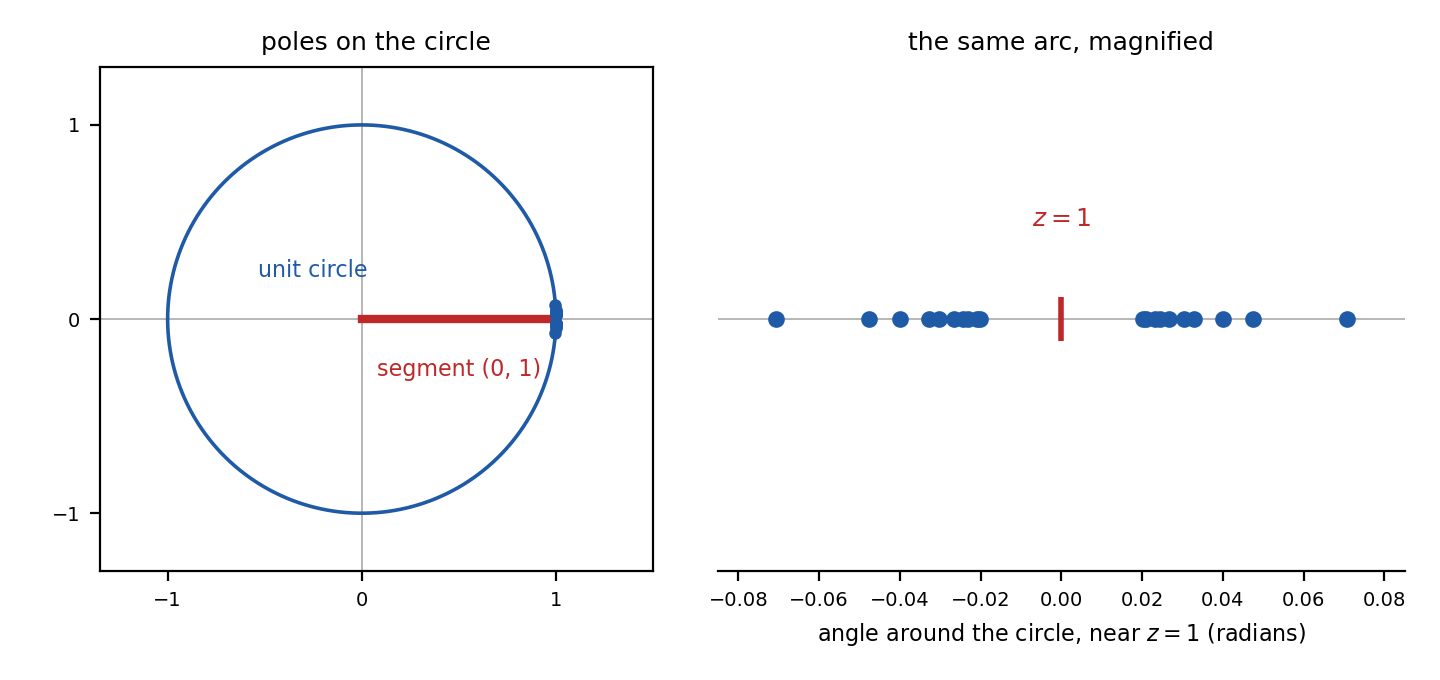 poles on the circle
1
0
−1
unit circle
segment (0, 1)
−1 0 1
the same arc, magnified
z = 1
−0.08 −0.06 −0.04 −0.02 0.00 0.02 0.04 0.06 0.08
angle around the circle, near z = 1 (radians)